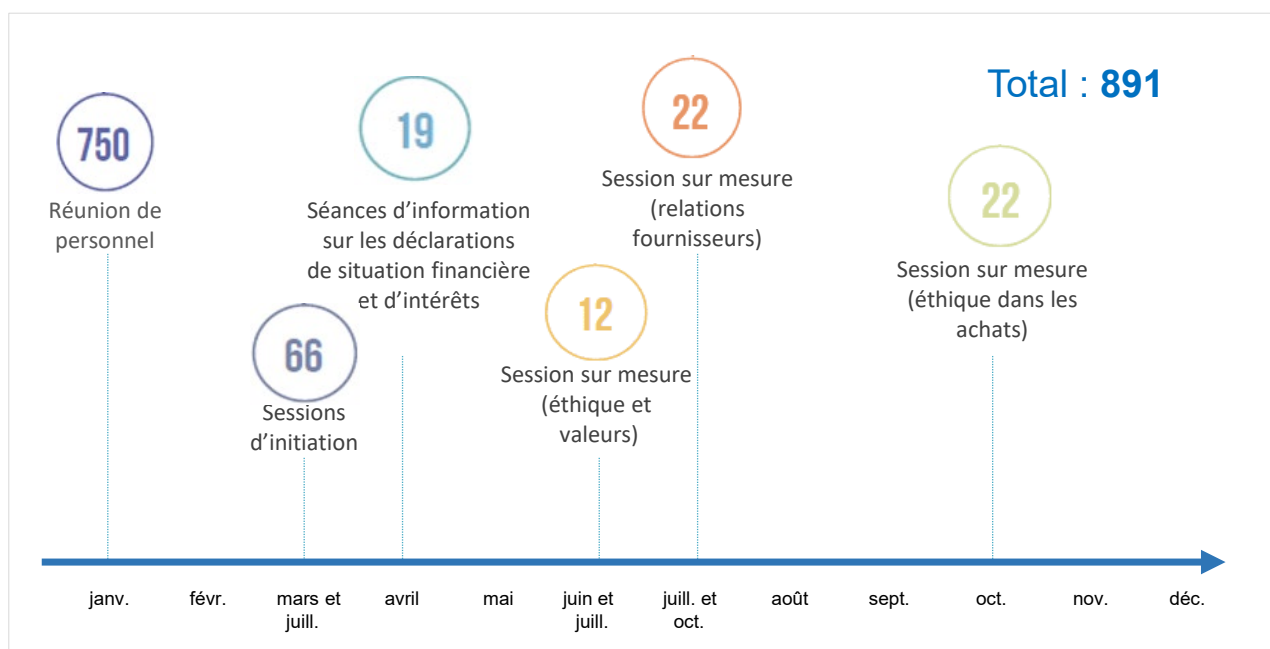 Total : 891
750
Réunion de
personnel
19
Séances d’information
sur les déclarations
de situation financière
et d’intérêts
22
Session sur mesure
(relations
fournisseurs)
22
Session sur mesure
(éthique dans les
achats)
66
Sessions
d’initiation
12
Session sur mesure
(éthique et
valeurs)
janv.
févr.
mars et
juill.
avril
mai
juin et
juill.
juill. et
oct.
août
sept.
oct.
nov.
déc.